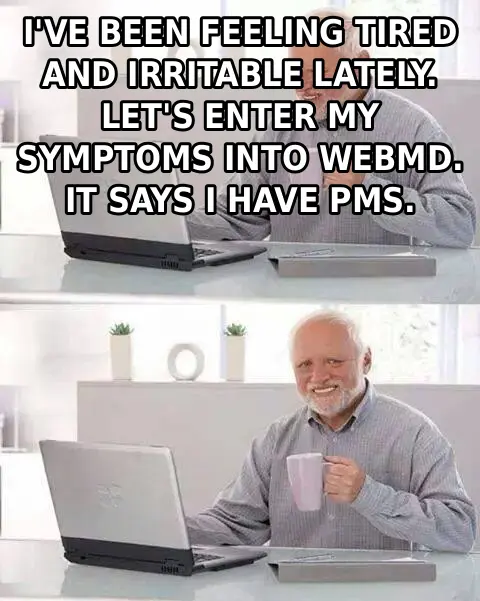 I'VE BEEN FEELING TIRED
AND IRRITABLE LATELY.
LET'S ENTER MY
SYMPTOMS INTO WEBMD.
IT SAYS I HAVE PMS.